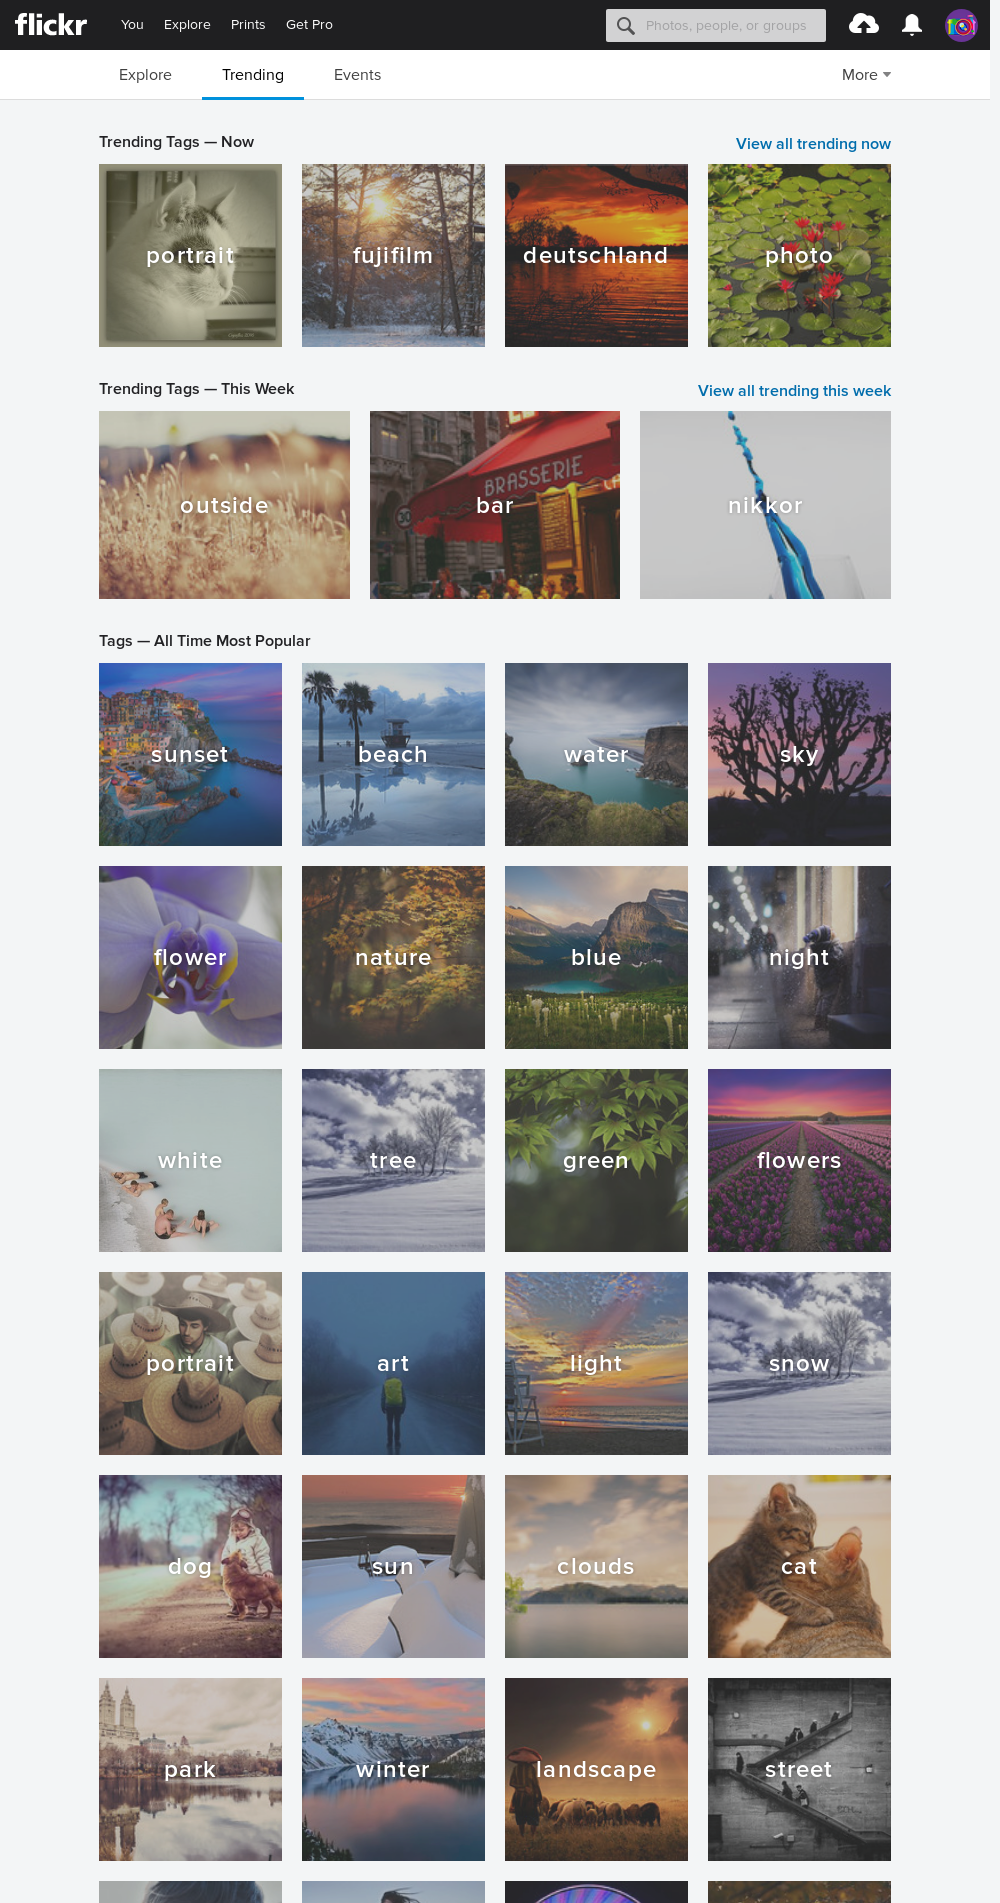 flickr You Explore Prints Get Pro Photos, people, or groups
Explore Trending Events More
Trending Tags — Now View all trending now
portrait fujifilm deutschland photo
Trending Tags — This Week View all trending this week
BRASSERIE
outside bar nikkor
Tags — All Time Most Popular
sunset beach water sky
flower nature blue night
white tree green flowers
portrait art light snow
dog sun clouds cat
park winter landscape street